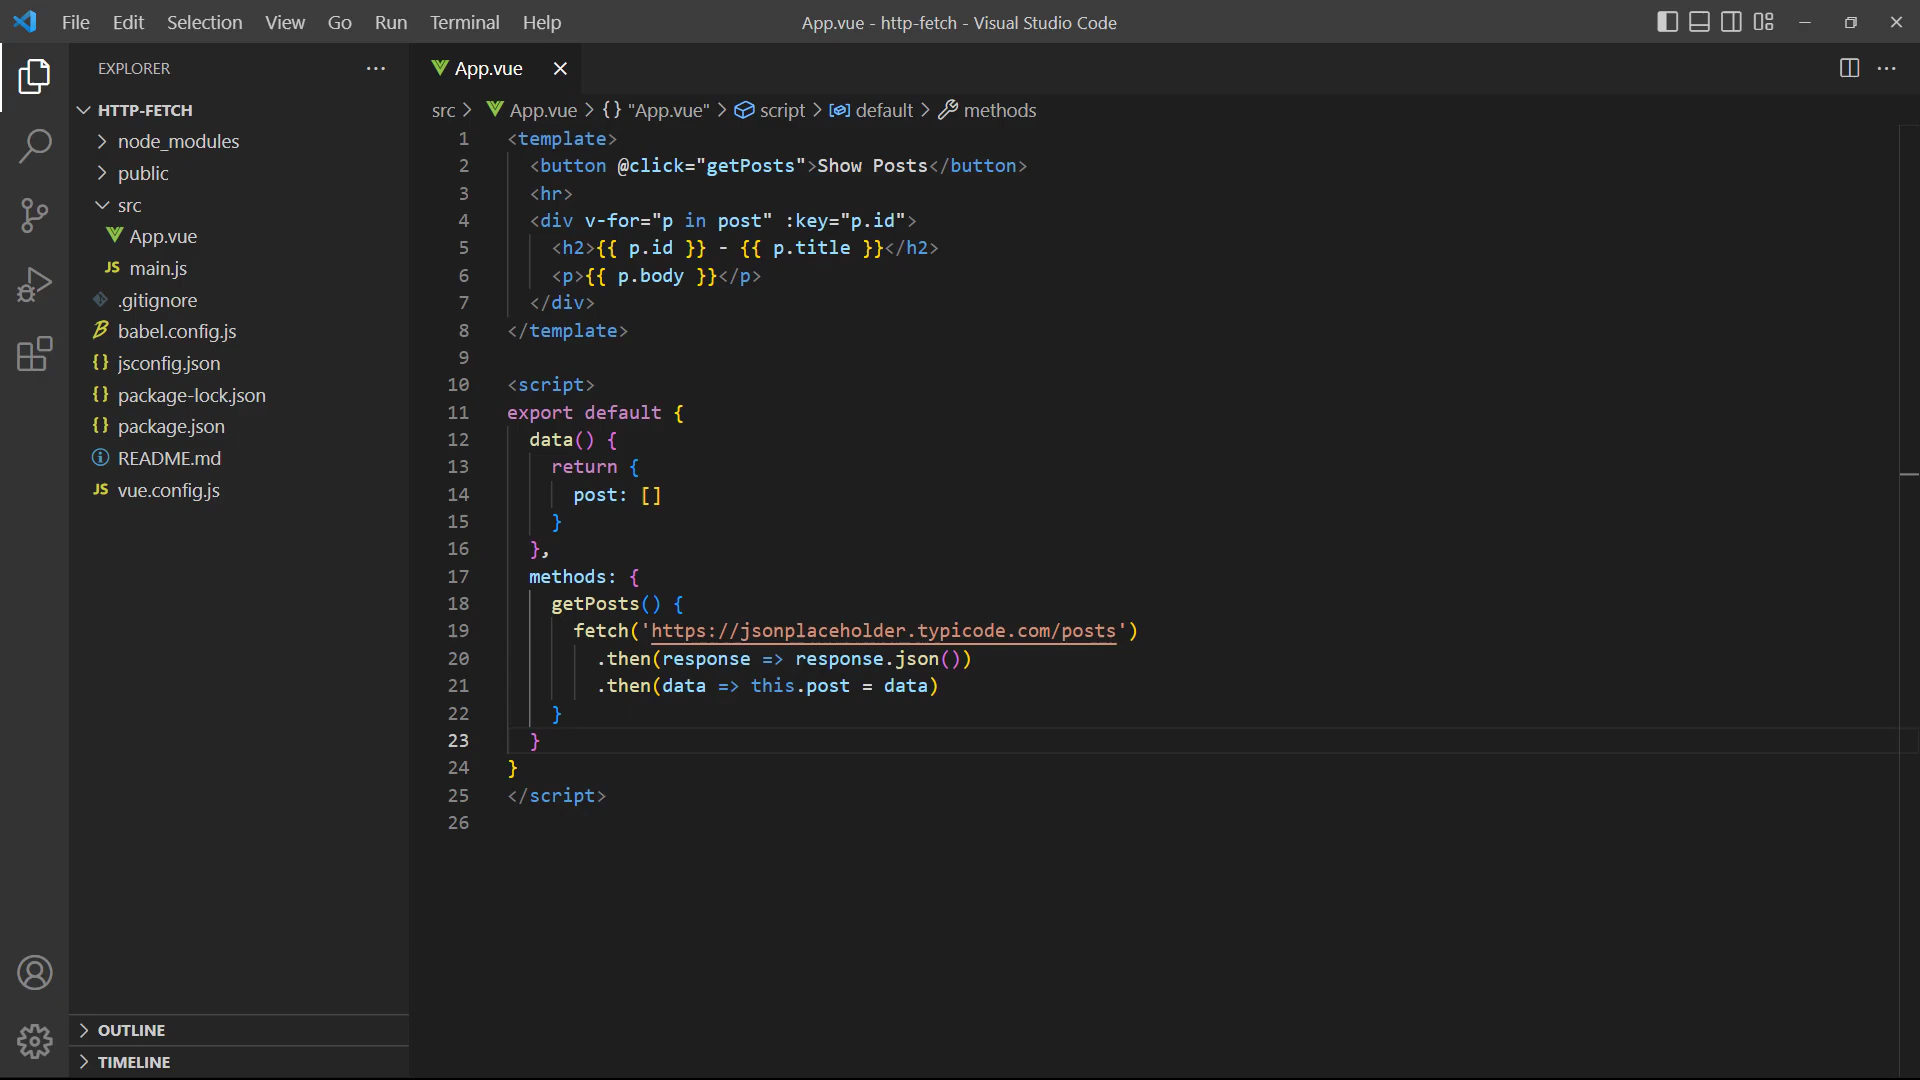 File Edit Selection View Go Run Terminal Help
App.vue - http-fetch - Visual Studio Code
EXPLORER
HTTP-FETCH
node_modules
public
src
App.vue
JS main.js
.gitignore
babel.config.js
{} jsconfig.json
{} package-lock.json
{} package.json
README.md
JS vue.config.js
OUTLINE
TIMELINE
App.vue
src > App.vue > {} "App.vue" > script > default > methods
1 <template>
2 <button @click="getPosts">Show Posts</button>
3 <hr>
4 <div v-for="p in post" :key="p.id">
5 <h2>{{ p.id }} - {{ p.title }}</h2>
6 <p>{{ p.body }}</p>
7 </div>
8 </template>
9
10 <script>
11 export default {
12 data() {
13 return {
14 post: []
15 }
16 },
17 methods: {
18 getPosts() {
19 fetch('https://jsonplaceholder.typicode.com/posts')
20 .then(response => response.json())
21 .then(data => this.post = data)
22 }
23 }
24 }
25 </script>
26